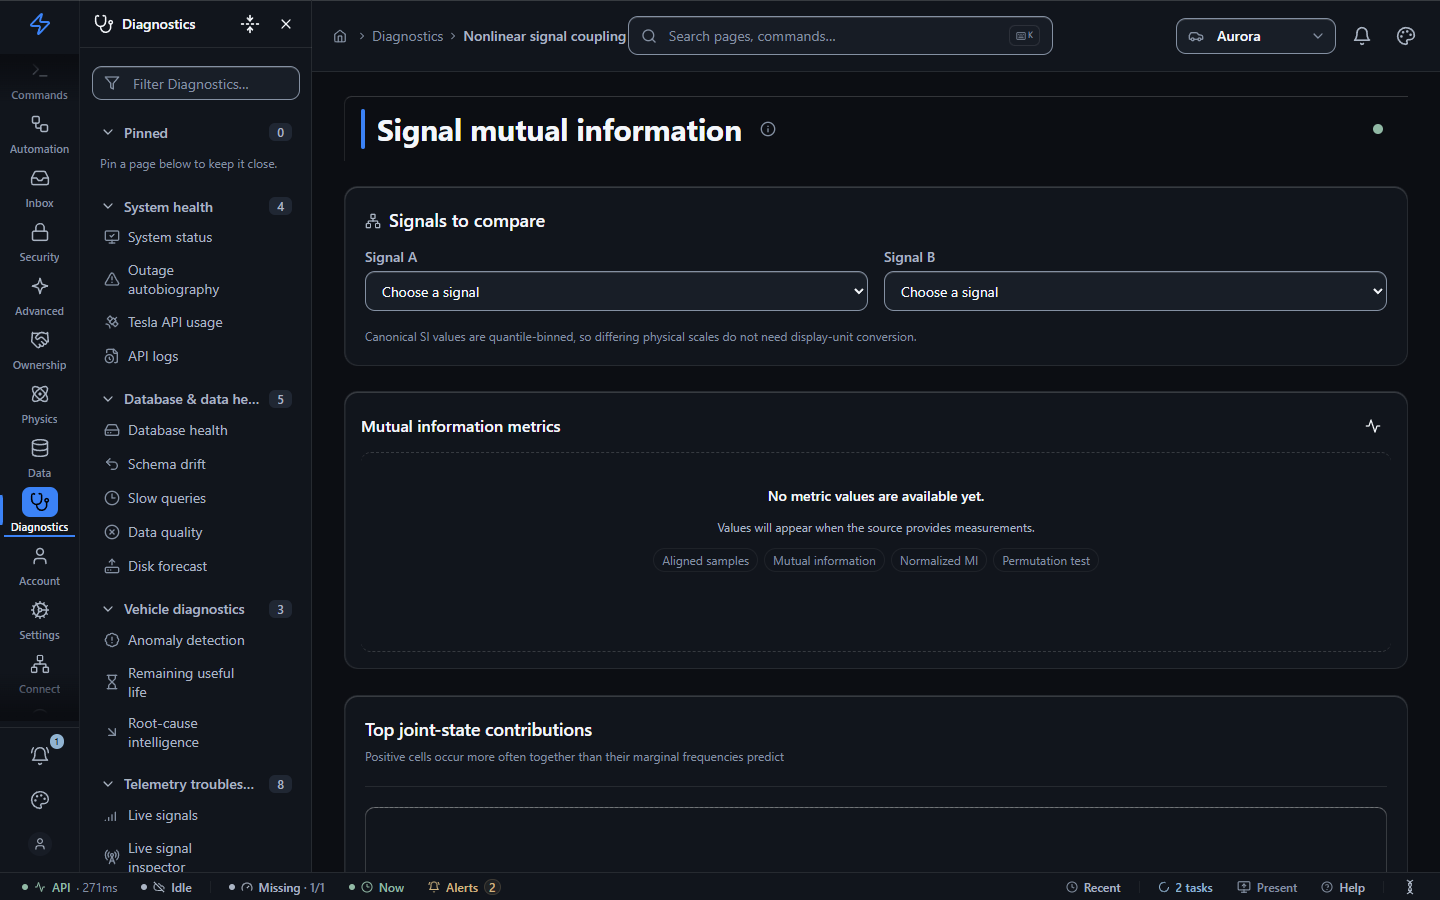 Diagnostics
Diagnostics
Nonlinear signal coupling
Search pages, commands...
K
Aurora
Commands
Automation
Inbox
Security
Advanced
Ownership
Physics
Data
Diagnostics
Account
Settings
Connect
1
Filter Diagnostics...
Pinned 0
Pin a page below to keep it close.
System health 4
System status
Outage
autobiography
Tesla API usage
API logs
Database & data he... 5
Database health
Schema drift
Slow queries
Data quality
Disk forecast
Vehicle diagnostics 3
Anomaly detection
Remaining useful
life
Root-cause
intelligence
Telemetry troubles... 8
Live signals
Live signal
inspector
Signal mutual information
Signals to compare
Signal A
Choose a signal
Signal B
Choose a signal
Canonical SI values are quantile-binned, so differing physical scales do not need display-unit conversion.
Mutual information metrics
No metric values are available yet.
Values will appear when the source provides measurements.
Aligned samples
Mutual information
Normalized MI
Permutation test
Top joint-state contributions
Positive cells occur more often together than their marginal frequencies predict
API · 271ms
Idle
Missing · 1/1
Now
Alerts 2
Recent
2 tasks
Present
Help